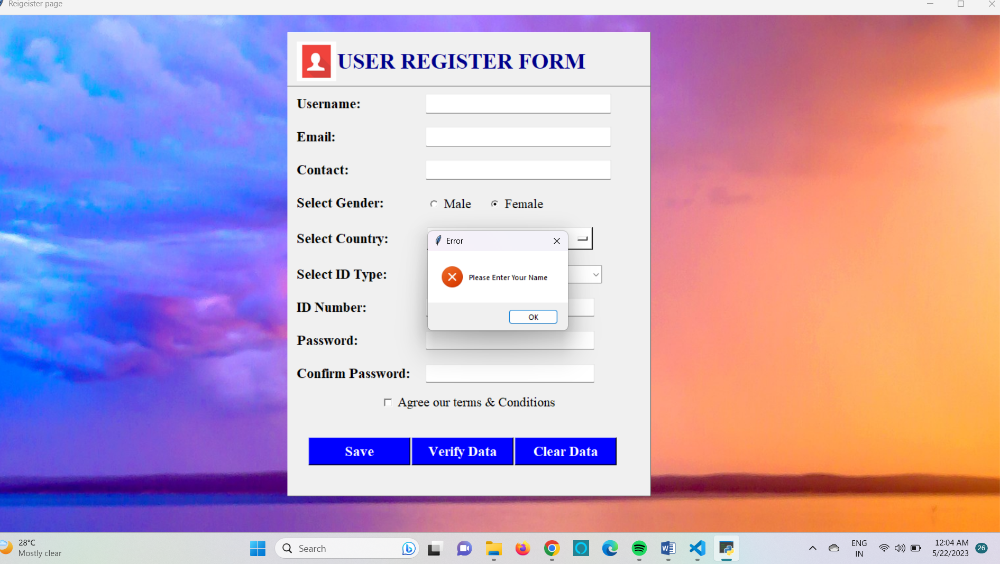 Reigeister page
USER REGISTER FORM
Username:
Email:
Contact:
Select Gender: Male Female
Select Country:
Error
Select ID Type:
Please Enter Your Name
ID Number:
OK
Password:
Confirm Password:
Agree our terms & Conditions
Save Verify Data Clear Data
28°C
Mostly clear
Search
ENG
IN
12:04 AM
5/22/2023
26